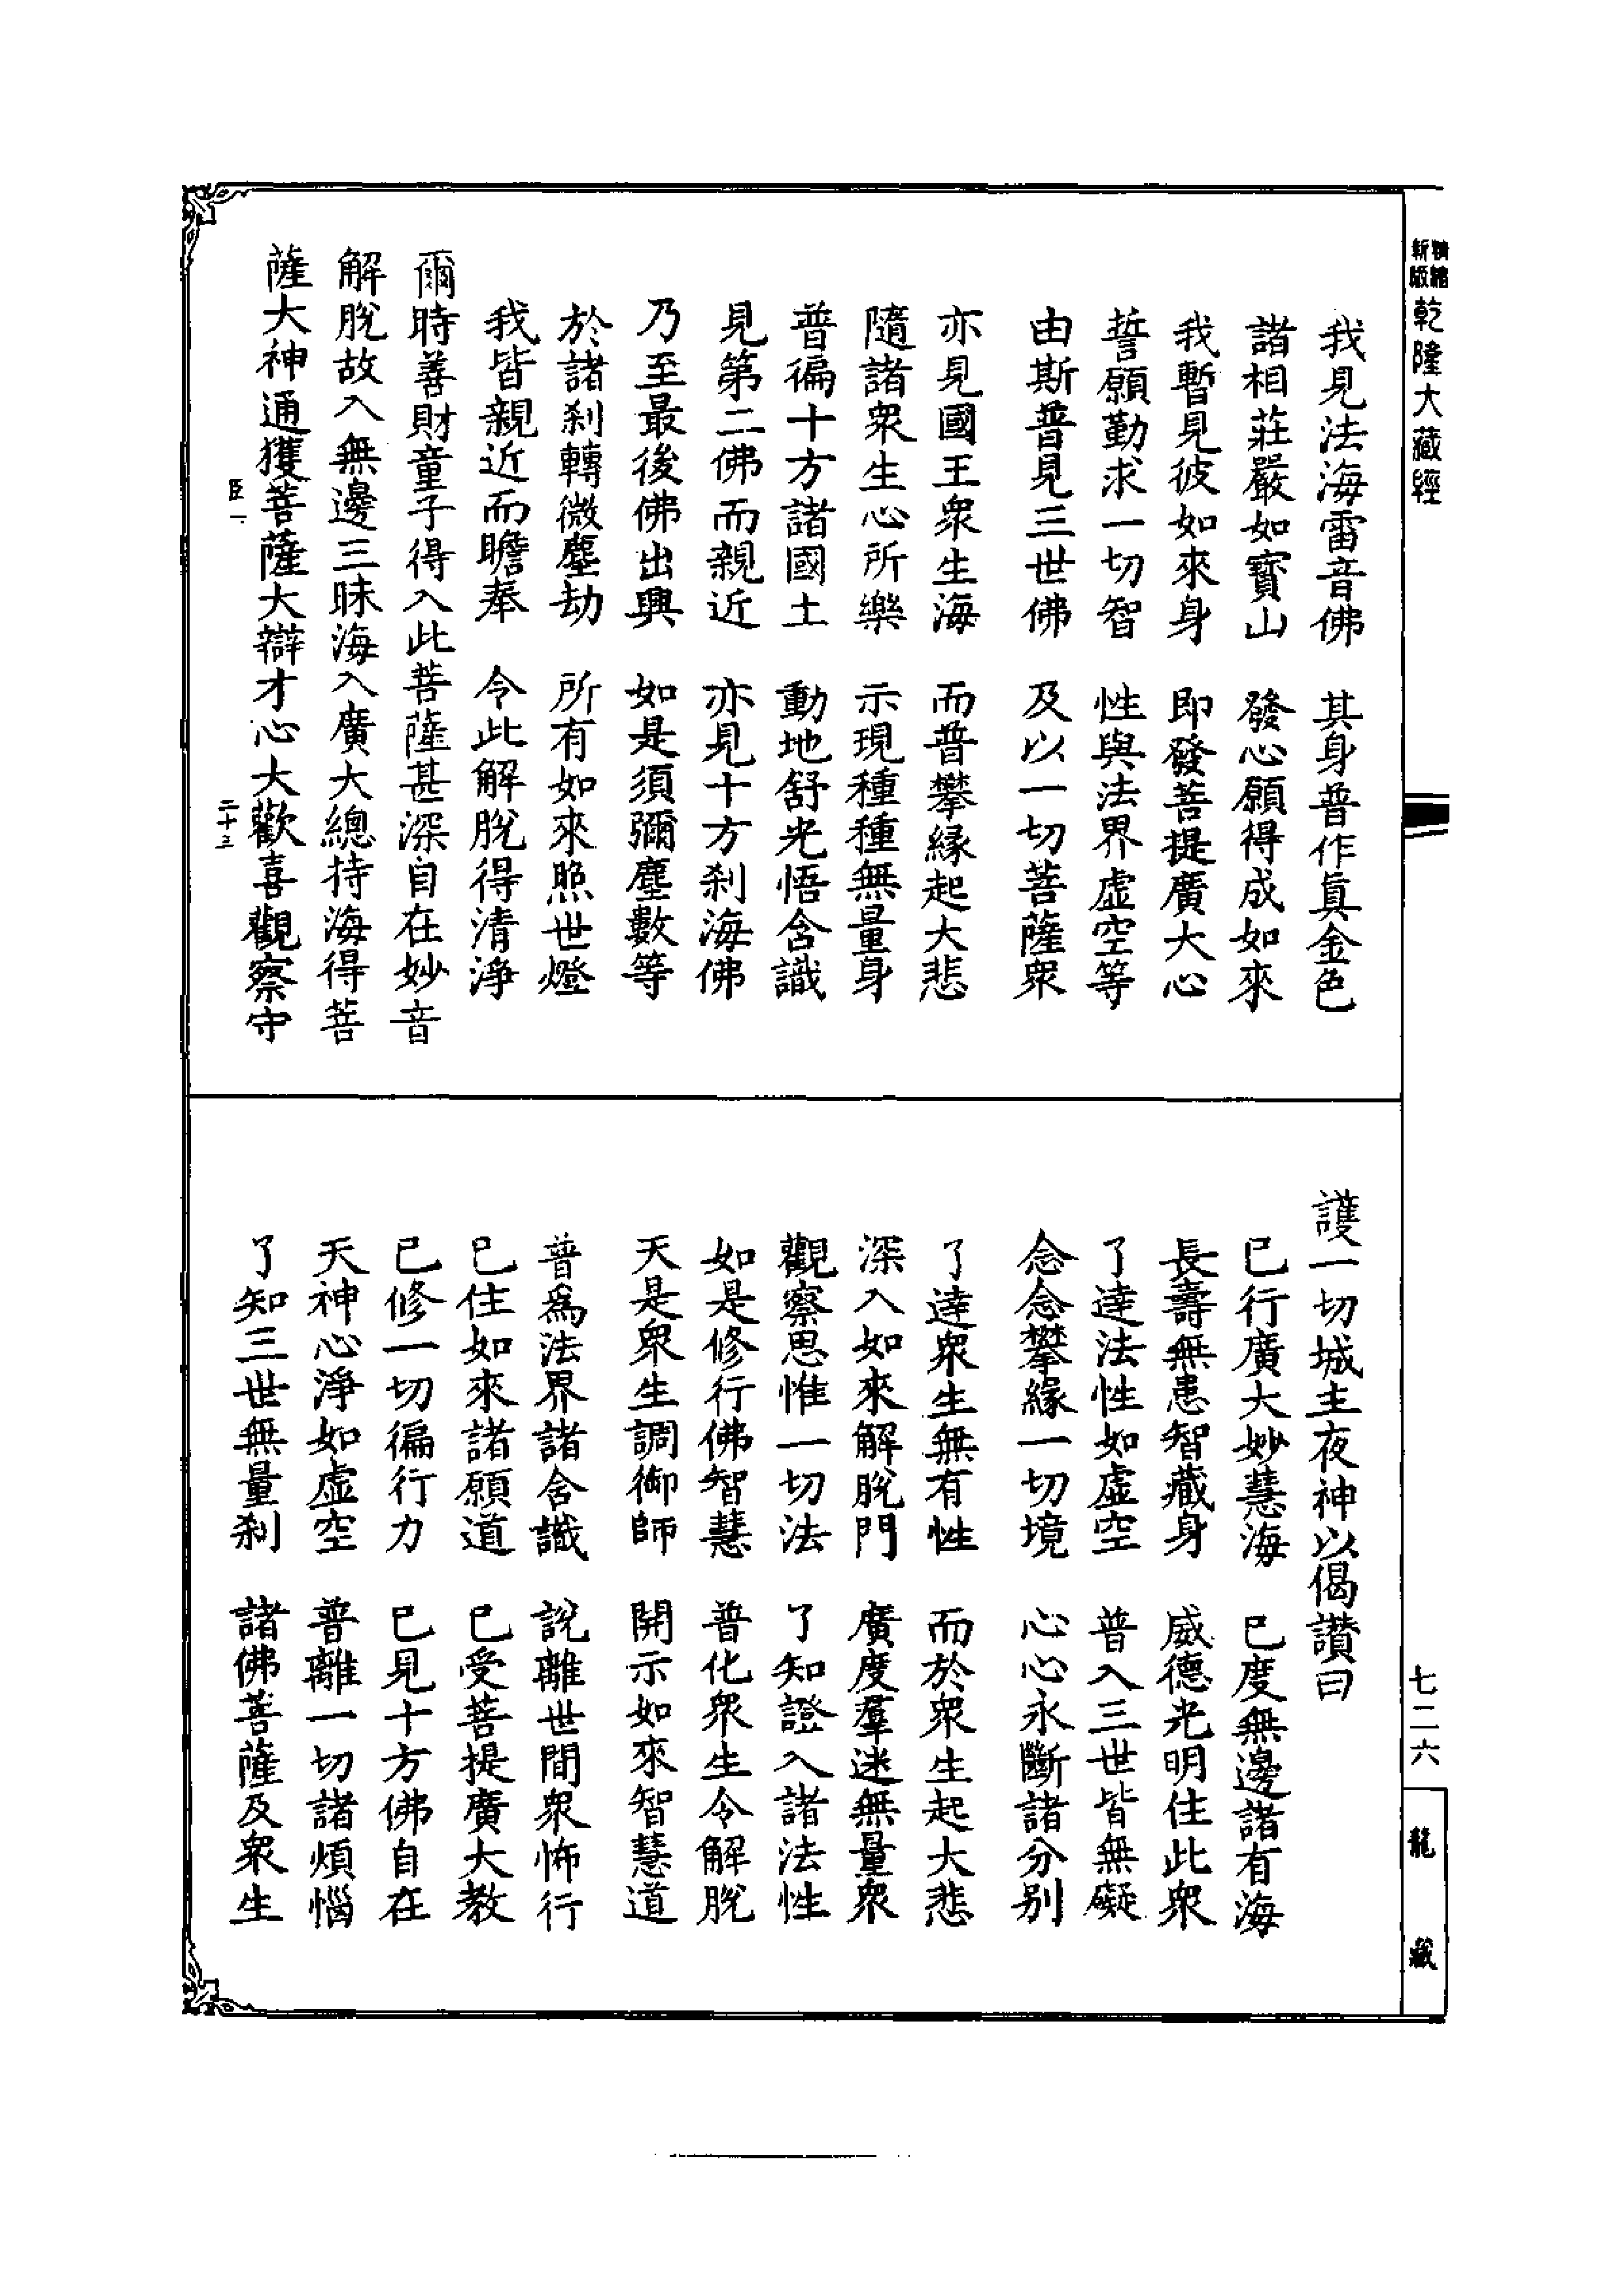 精縮新版乾隆大藏經
我見法海雷音佛　其身普作真金色
諸相莊嚴如寶山　發心願得成如來
我暫見彼如來身　即發菩提廣大心
誓願勤求一切智　性與法界虛空等
由斯普見三世佛　及以一切菩薩眾
亦見國王眾生海　而普攀緣起大悲
隨諸眾生心所樂　示現種種無量身
普徧十方諸國土　動地舒光悟含識
見第二佛而親近　亦見十方剎海佛
乃至最後佛出興　如是須彌塵數等
於諸剎轉微塵劫　所有如來照世燈
我皆親近而瞻奉　令此解脫得清淨
爾時善財童子得入此菩薩甚深自在妙音
解脫故入無邊三昧海入廣大總持海得菩
薩大神通獲菩薩大辯才心大歡喜觀察守
臣一
二十三
護一切城主夜神以偈讚曰
已行廣大妙慧海　已度無邊諸有海
長壽無患智藏身　威德光明住此眾
了達法性如虛空　普入三世皆無礙
念念攀緣一切境　心心永斷諸分別
了達眾生無有性　而於眾生起大悲
深入如來解脫門　廣度羣迷無量眾
觀察思惟一切法　了知證入諸法性
如是修行佛智慧　普化眾生令解脫
天是眾生調御師　開示如來智慧道
普為法界諸含識　說離世間眾怖行
已住如來諸願道　已受菩提廣大教
已修一切徧行力　已見十方佛自在
天神心淨如虛空　普離一切諸煩惱
了知三世無量剎　諸佛菩薩及眾生
七二六
龍藏